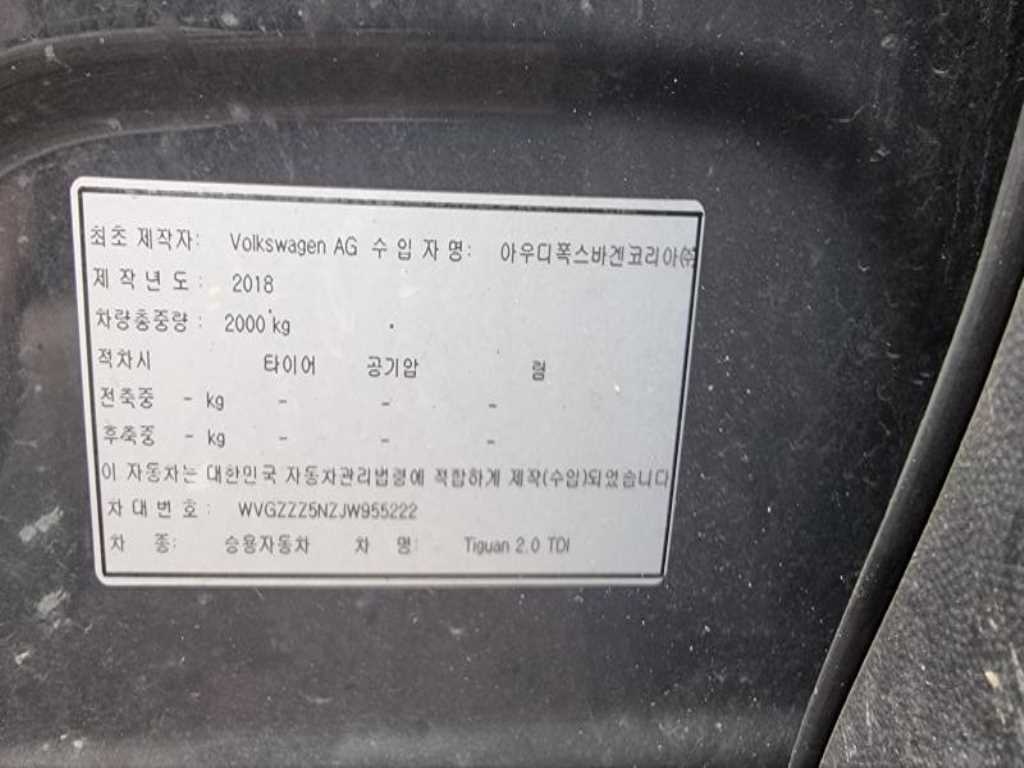 최초 제작자: Volkswagen AG 수 입 자 명: 아우디폭스바겐코리아㈜
제 작 년 도 : 2018
차량총중량 : 2000 kg
적차시 타이어 공기압 림
전축중 - kg - - -
후축중 - kg - - -
이 자동차는 대한민국 자동차관리법령에 적합하게 제작(수입)되었습니다
차 대 번 호 : WVGZZZ5NZJW955222
차 종: 승용자동차 차 명: Tiguan 2.0 TDI